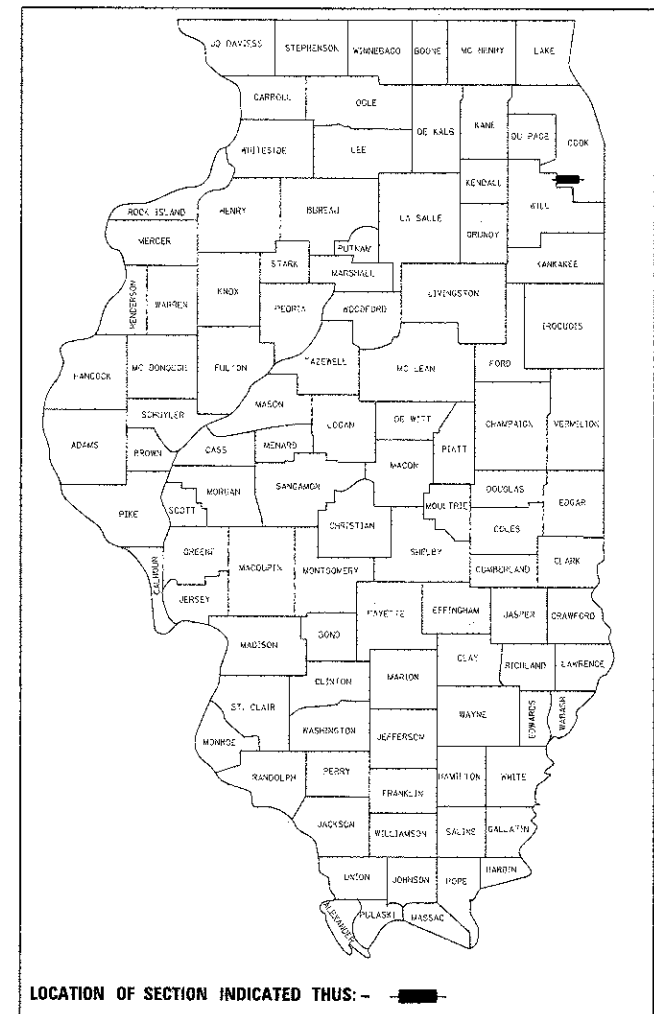 JO DAVIESS STEPHENSON WINNEBAGO BOONE MC HENRY LAKE
CARROLL OGLE DE KALB KANE DU PAGE COOK
WHITESIDE LEE KENDALL WILL
ROCK ISLAND HENRY BUREAU LA SALLE GRUNDY
MERCER PUTNAM KANKAKEE
STARK MARSHALL
HENDERSON WARREN KNOX PEORIA WOODFORD LIVINGSTON IROQUOIS
HANCOCK MC DONOUGH FULTON TAZEWELL MC LEAN FORD
MASON
SCHUYLER LOGAN DE WITT CHAMPAIGN VERMILION
ADAMS BROWN CASS MENARD PIATT
MACON
PIKE SCOTT MORGAN SANGAMON MOULTRIE DOUGLAS EDGAR
CHRISTIAN COLES
CALHOUN GREENE MACOUPIN MONTGOMERY SHELBY CUMBERLAND CLARK
JERSEY
FAYETTE EFFINGHAM JASPER CRAWFORD
MADISON BOND
CLAY RICHLAND LAWRENCE
CLINTON MARION
ST. CLAIR WAYNE EDWARDS WABASH
MONROE WASHINGTON JEFFERSON
RANDOLPH PERRY HAMILTON WHITE
FRANKLIN
JACKSON WILLIAMSON SALINE GALLATIN
UNION JOHNSON POPE HARDIN
ALEXANDER PULASKI MASSAC
LOCATION OF SECTION INDICATED THUS: -